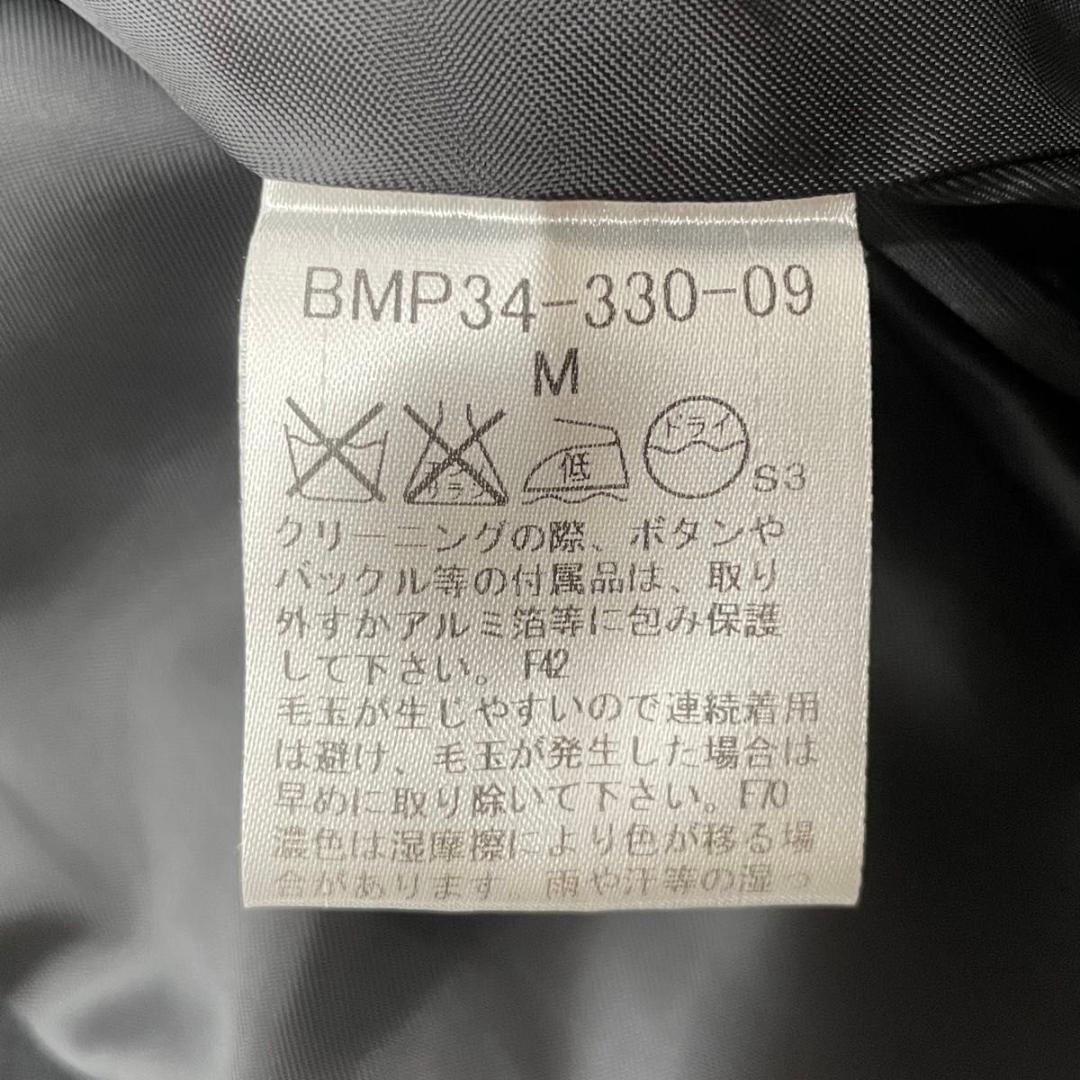 BMP34-330-09
M
エン
ソサラシ
低
ドライ
S3
クリーニングの際、ボタンや
バックル等の付属品は、取り
外すかアルミ箔等に包み保護
して下さい。F42
毛玉が生じやすいので連続着用
は避け、毛玉が発生した場合は
早めに取り除いて下さい。F70
濃色は湿摩擦により色が移る場
合があります。雨や汗等の湿っ